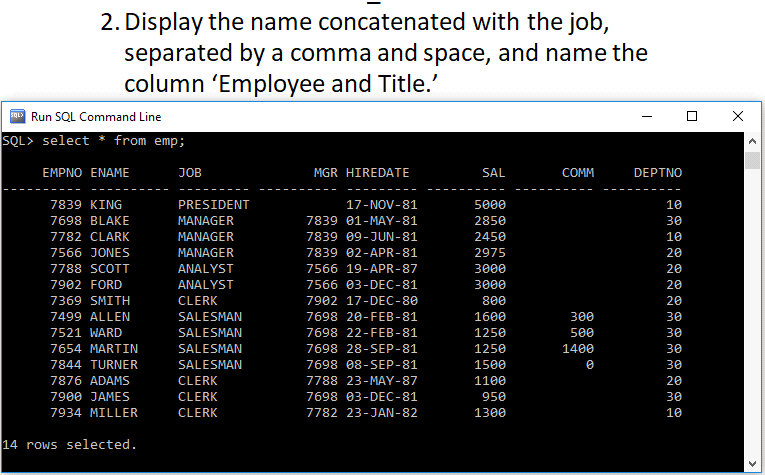 2. Display the name concatenated with the job,
separated by a comma and space, and name the
column ‘Employee and Title.’
Run SQL Command Line
SQL> select * from emp;
EMPNO ENAME JOB MGR HIREDATE SAL COMM DEPTNO
---------- ---------- --------- ---------- --------- ---------- ---------- ----------
7839 KING PRESIDENT 17-NOV-81 5000 10
7698 BLAKE MANAGER 7839 01-MAY-81 2850 30
7782 CLARK MANAGER 7839 09-JUN-81 2450 10
7566 JONES MANAGER 7839 02-APR-81 2975 20
7788 SCOTT ANALYST 7566 19-APR-87 3000 20
7902 FORD ANALYST 7566 03-DEC-81 3000 20
7369 SMITH CLERK 7902 17-DEC-80 800 20
7499 ALLEN SALESMAN 7698 20-FEB-81 1600 300 30
7521 WARD SALESMAN 7698 22-FEB-81 1250 500 30
7654 MARTIN SALESMAN 7698 28-SEP-81 1250 1400 30
7844 TURNER SALESMAN 7698 08-SEP-81 1500 0 30
7876 ADAMS CLERK 7788 23-MAY-87 1100 20
7900 JAMES CLERK 7698 03-DEC-81 950 30
7934 MILLER CLERK 7782 23-JAN-82 1300 10
14 rows selected.